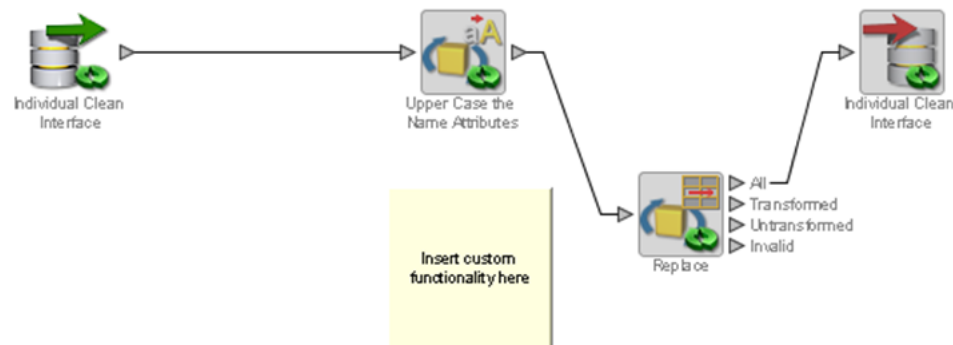 Individual Clean
Interface
Upper Case the
Name Attributes
Individual Clean
Interface
All
Transformed
Untransformed
Invalid
Replace
Insert custom
functionality here